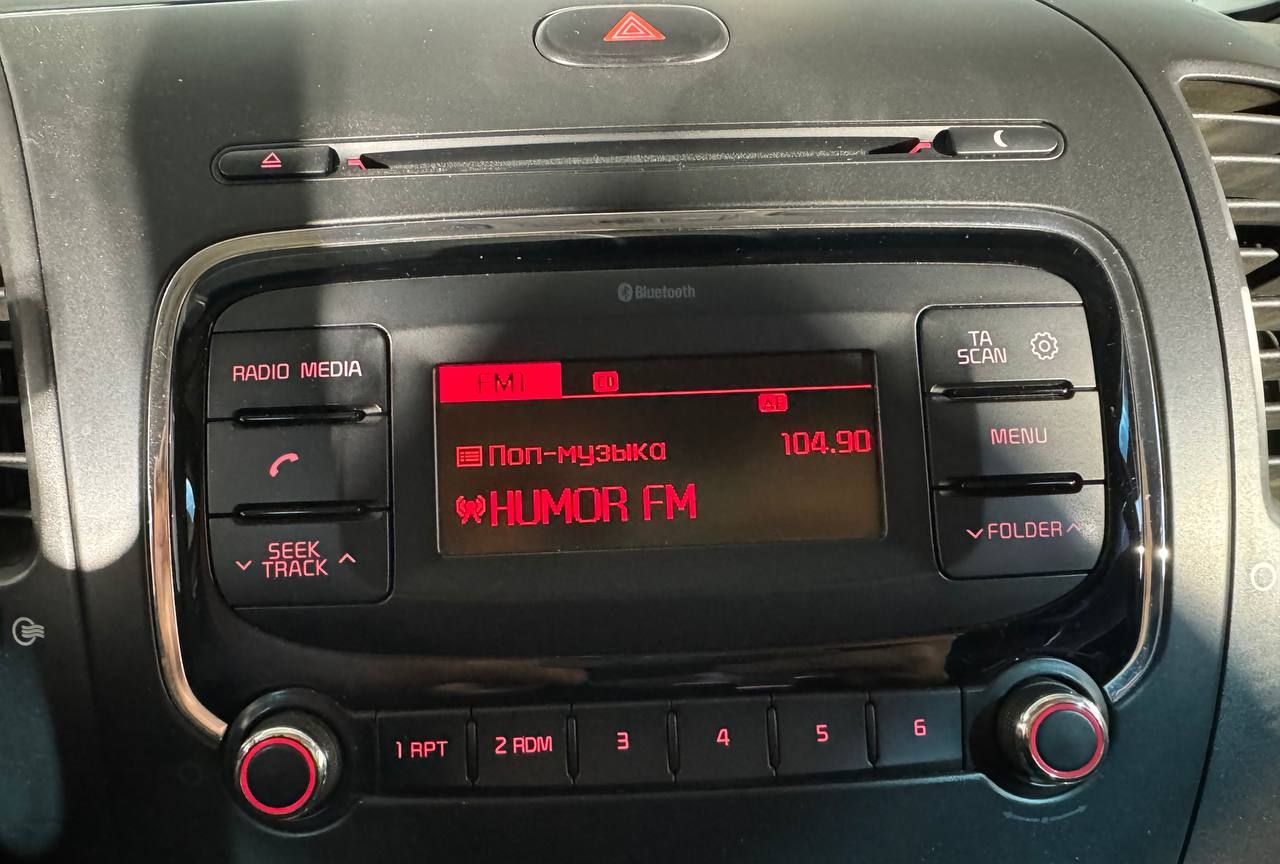 Bluetooth
RADIO MEDIA
SEEK
TRACK
FM1
CD
AF
Поп-музыка 104.90
HUMOR FM
TA
SCAN
MENU
FOLDER
1 RPT
2 RDM
3
4
5
6